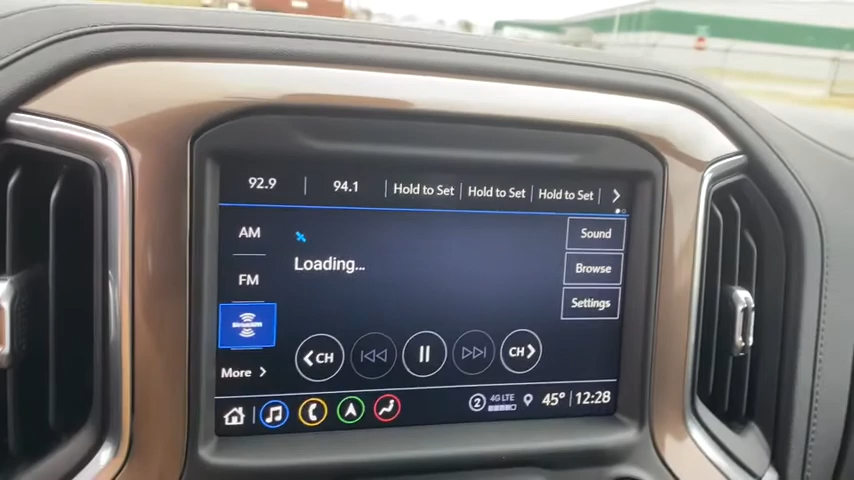 92.9 94.1 Hold to Set Hold to Set Hold to Set
AM
Sound
Loading...
Browse
FM
Settings
SiriusXM
CH
CH
More
2 4G LTE 45° 12:28